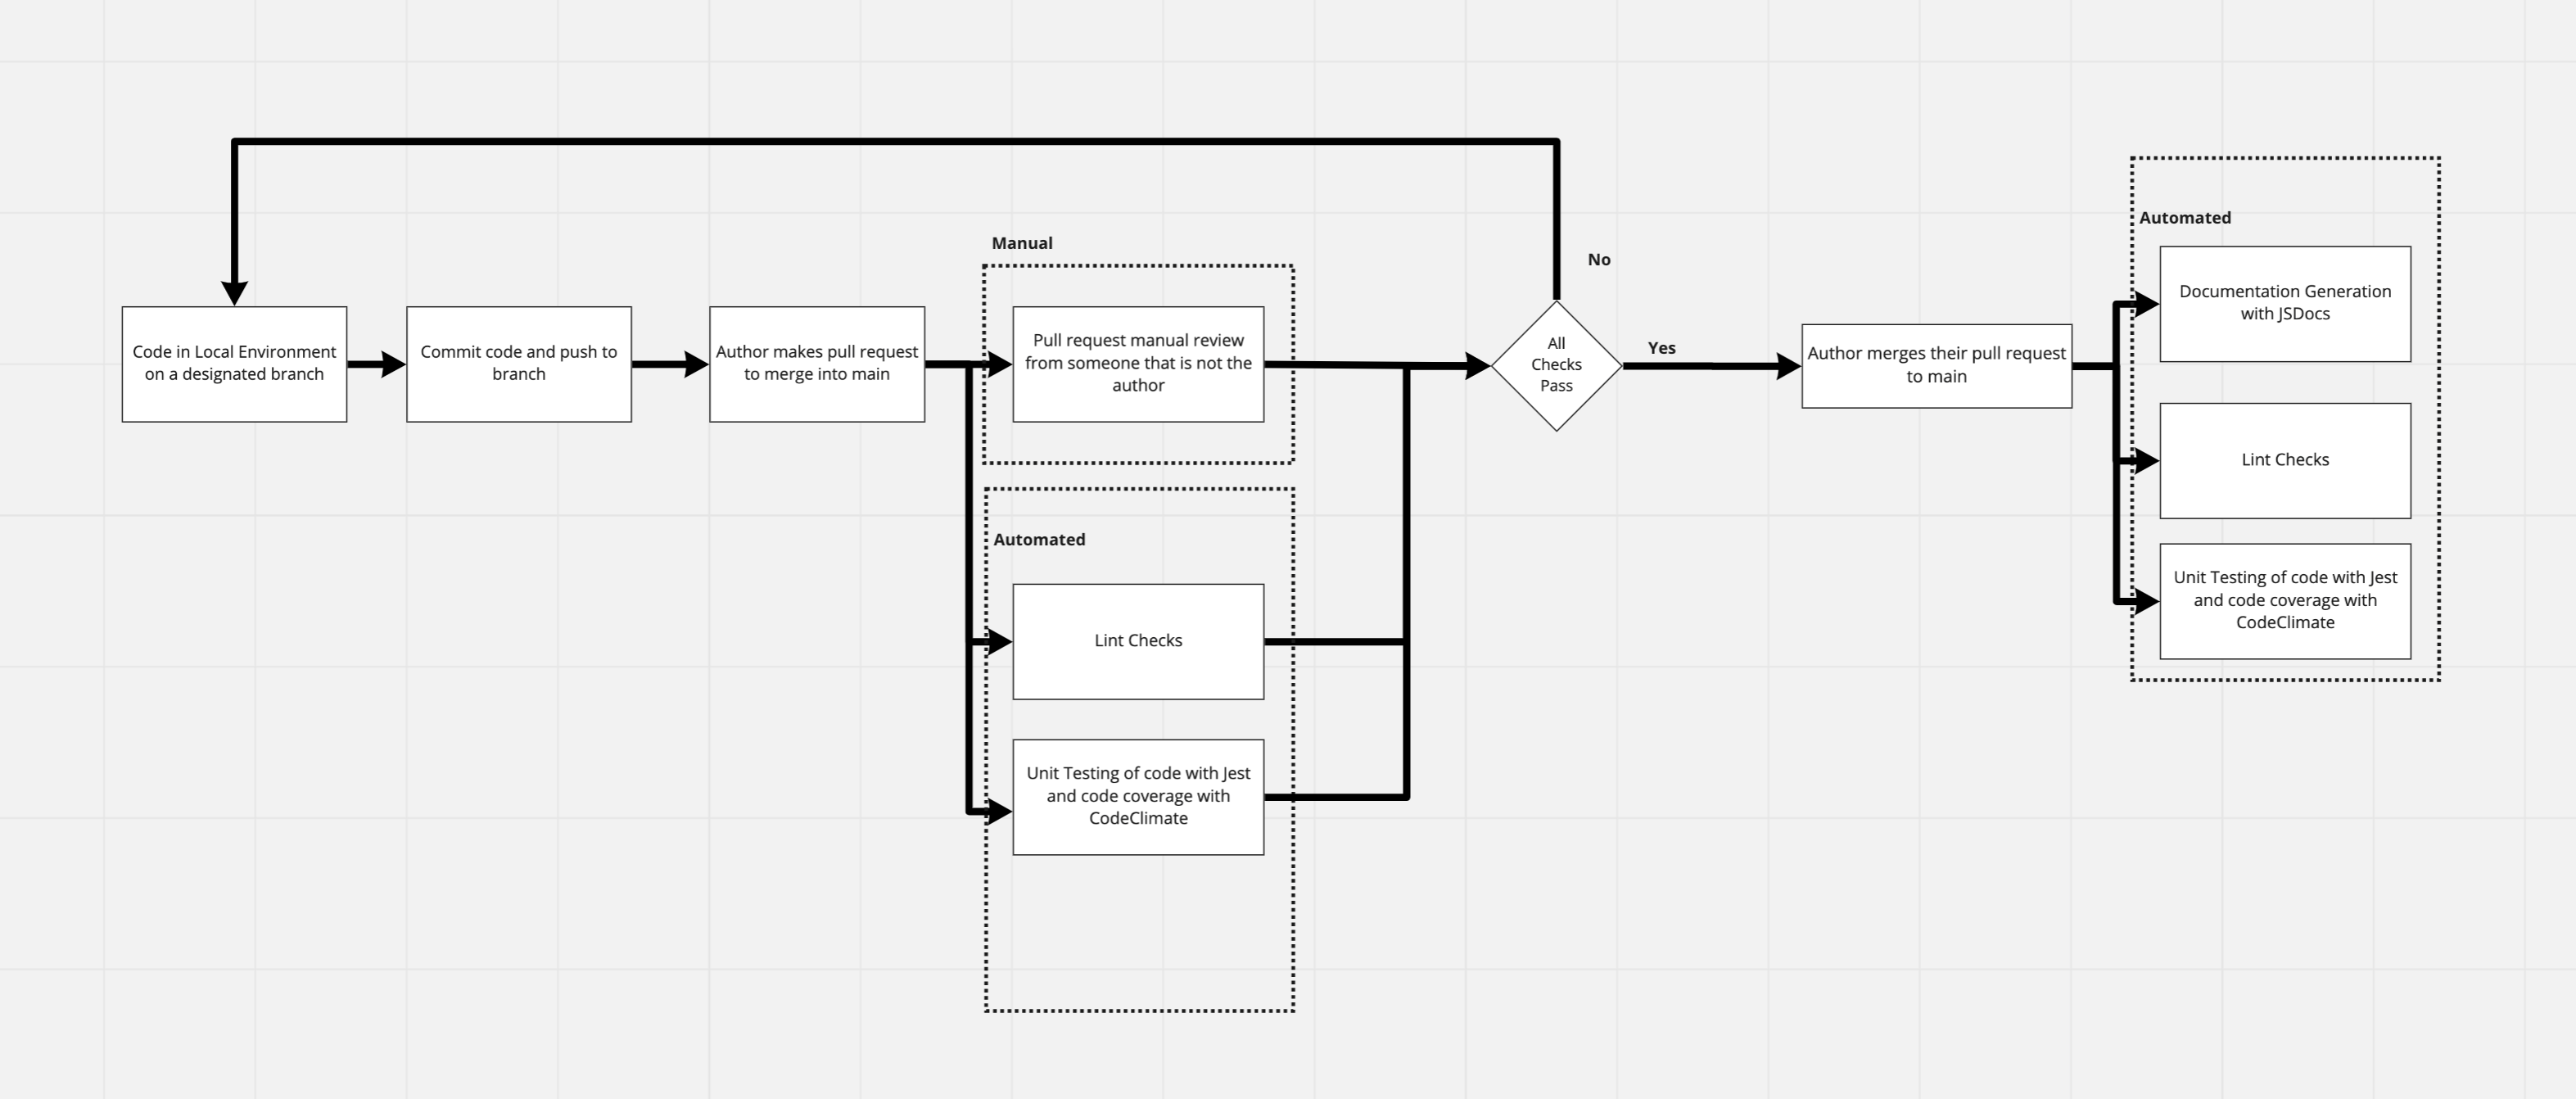 Code in Local Environment
on a designated branch
Commit code and push to
branch
Author makes pull request
to merge into main
Manual
Pull request manual review
from someone that is not the
author
Automated
Lint Checks
Unit Testing of code with Jest
and code coverage with
CodeClimate
All
Checks
Pass
No
Yes
Author merges their pull request
to main
Automated
Documentation Generation
with JSDocs
Lint Checks
Unit Testing of code with Jest
and code coverage with
CodeClimate